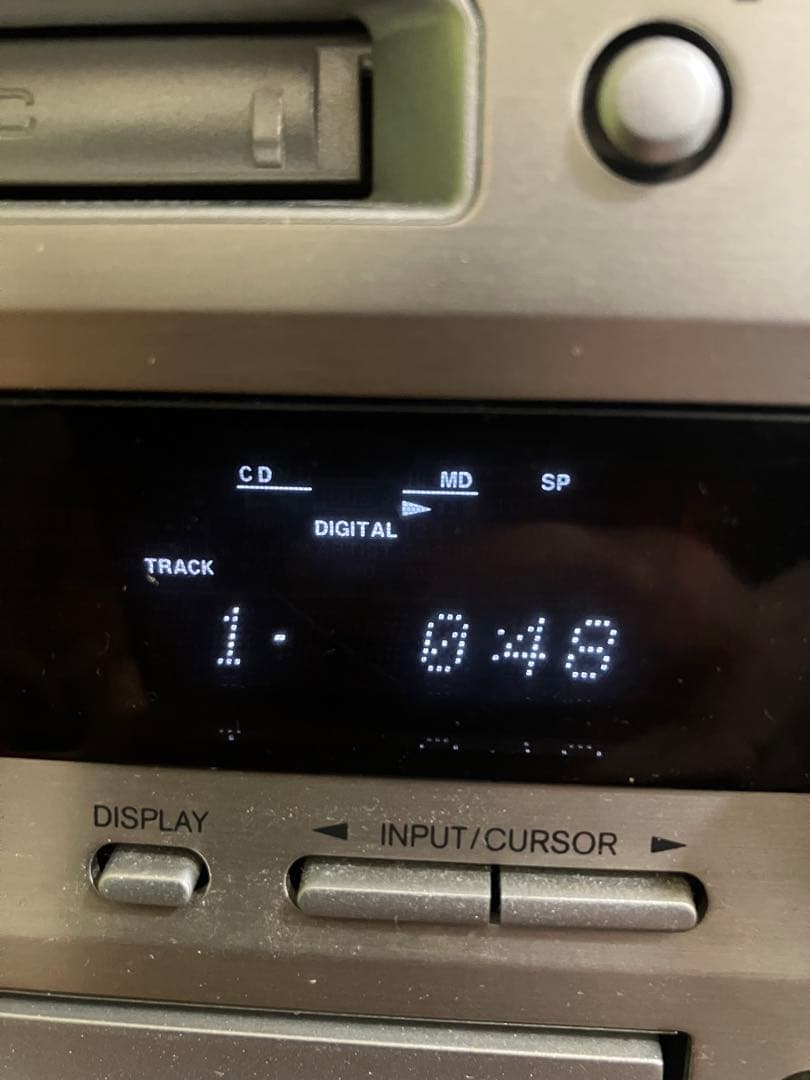 CD MD SP
DIGITAL
TRACK
1 - 0:48
DISPLAY ◀ INPUT/CURSOR ▶